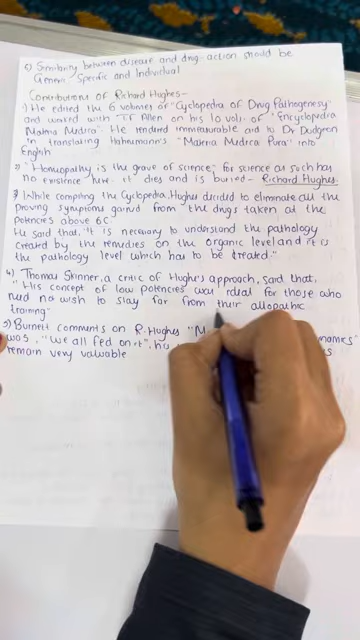 c) Similarity between disease and drug-action should be
Generic, Specific and Individual
Contributions of Richard Hughes-
1) He edited the 6 volumes of "Cyclopedia of Drug Pathogenesy"
and worked with TF Allen on his 10 vols. of "Encyclopedia
Materia Medica". He rendered immeasurable aid to Dr Dudgeon
in translating Hahnemann's "Materia Medica Pura" into
English
2) "Homeopathy is the grave of science" for science as such has
no existence here. It dies and is buried - Richard Hughes.
3) While compiling the Cyclopedia, Hughes decided to eliminate all the
proving symptoms gained from the drugs taken at the
potencies above 6C
He said that, "It is necessary to understand the pathology
created by the remedies on the organic level and it is
the pathology level which has to be treated."
4) Thomas Skinner, a critic of Hughe's approach, said that,
"His concept of low potencies was ideal for those who
had no wish to stay far from their allopathic
training"
5) Burnett comments on R.Hughes "M
was, "We all fed on it", his
remain very valuable